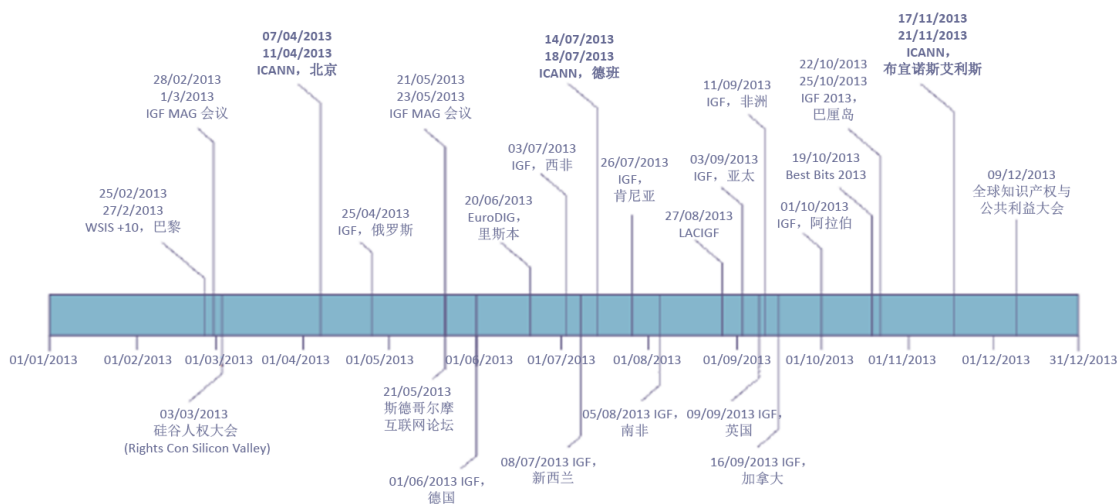 25/02/2013
27/2/2013
WSIS +10，巴黎
28/02/2013
1/3/2013
IGF MAG 会议
07/04/2013
11/04/2013
ICANN，北京
25/04/2013
IGF，俄罗斯
21/05/2013
23/05/2013
IGF MAG 会议
20/06/2013
EuroDIG，
里斯本
03/07/2013
IGF，西非
14/07/2013
18/07/2013
ICANN，德班
26/07/2013
IGF，
肯尼亚
27/08/2013
LACIGF
03/09/2013
IGF，亚太
11/09/2013
IGF，非洲
01/10/2013
IGF，阿拉伯
19/10/2013
Best Bits 2013
22/10/2013
25/10/2013
IGF 2013，
巴厘岛
17/11/2013
21/11/2013
ICANN，
布宜诺斯艾利斯
09/12/2013
全球知识产权与
公共利益大会
01/01/2013
01/02/2013
01/03/2013
01/04/2013
01/05/2013
01/06/2013
01/07/2013
01/08/2013
01/09/2013
01/10/2013
01/11/2013
01/12/2013
31/12/2013
03/03/2013
硅谷人权大会
(Rights Con Silicon Valley)
21/05/2013
斯德哥尔摩
互联网论坛
01/06/2013 IGF，
德国
08/07/2013 IGF，
新西兰
05/08/2013 IGF，
南非
09/09/2013 IGF，
英国
16/09/2013 IGF，
加拿大